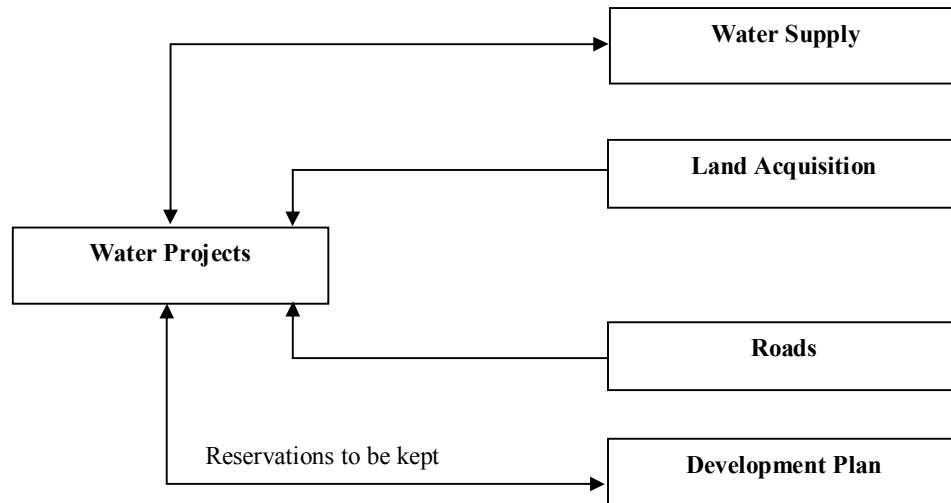 Water Supply
Land Acquisition
Water Projects
Roads
Reservations to be kept
Development Plan